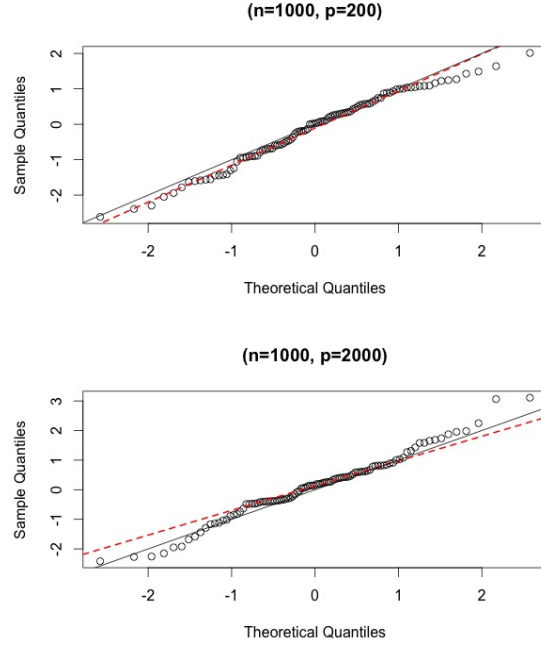 (n=1000, p=200)
2
1
0
-1
-2
Sample Quantiles
-2 -1 0 1 2
Theoretical Quantiles
(n=1000, p=2000)
3
2
1
0
-1
-2
Sample Quantiles
-2 -1 0 1 2
Theoretical Quantiles